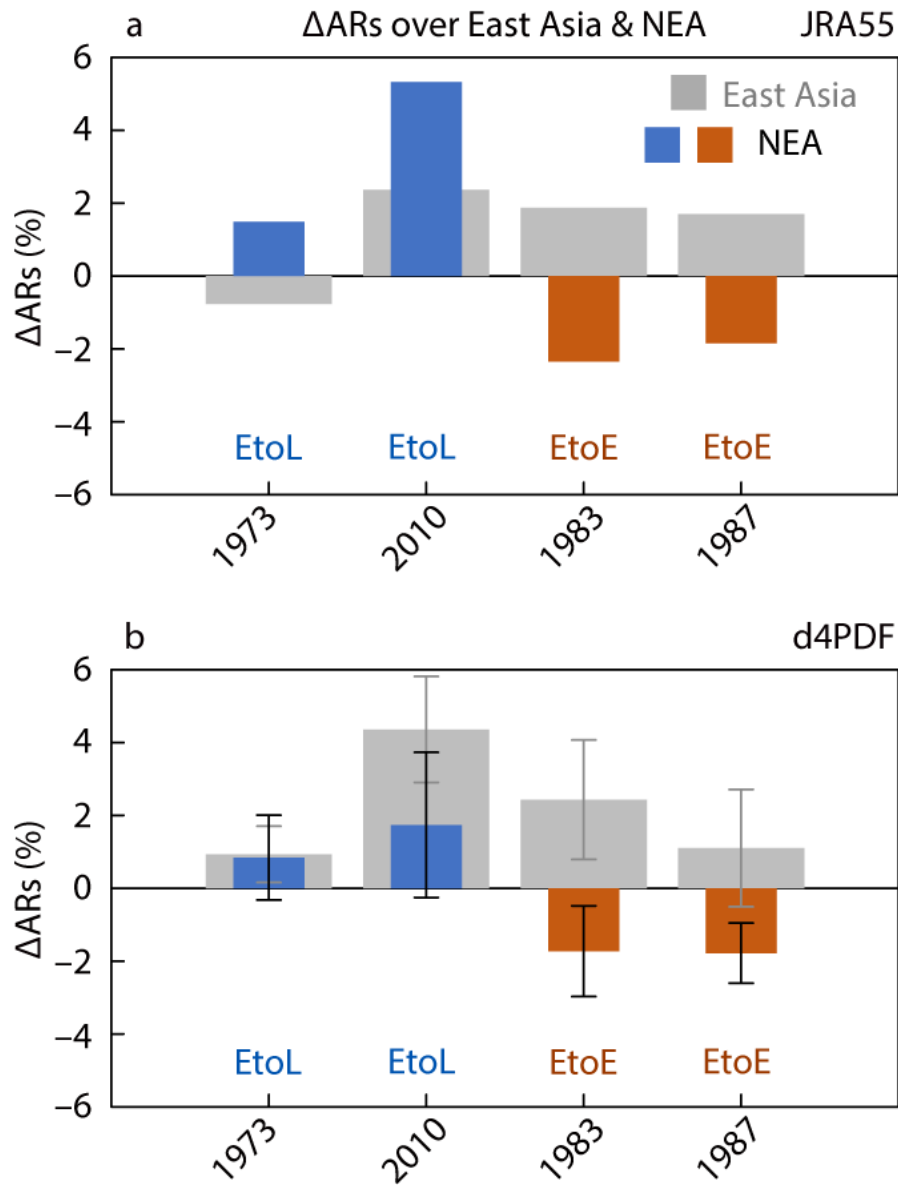 a ΔARs over East Asia & NEA JRA55
6
East Asia
4
NEA
2
0
−2
−4
−6
ΔARs (%)
EtoL EtoL EtoE EtoE
1973 2010 1983 1987
b d4PDF
6
4
2
0
−2
−4
−6
ΔARs (%)
EtoL EtoL EtoE EtoE
1973 2010 1983 1987